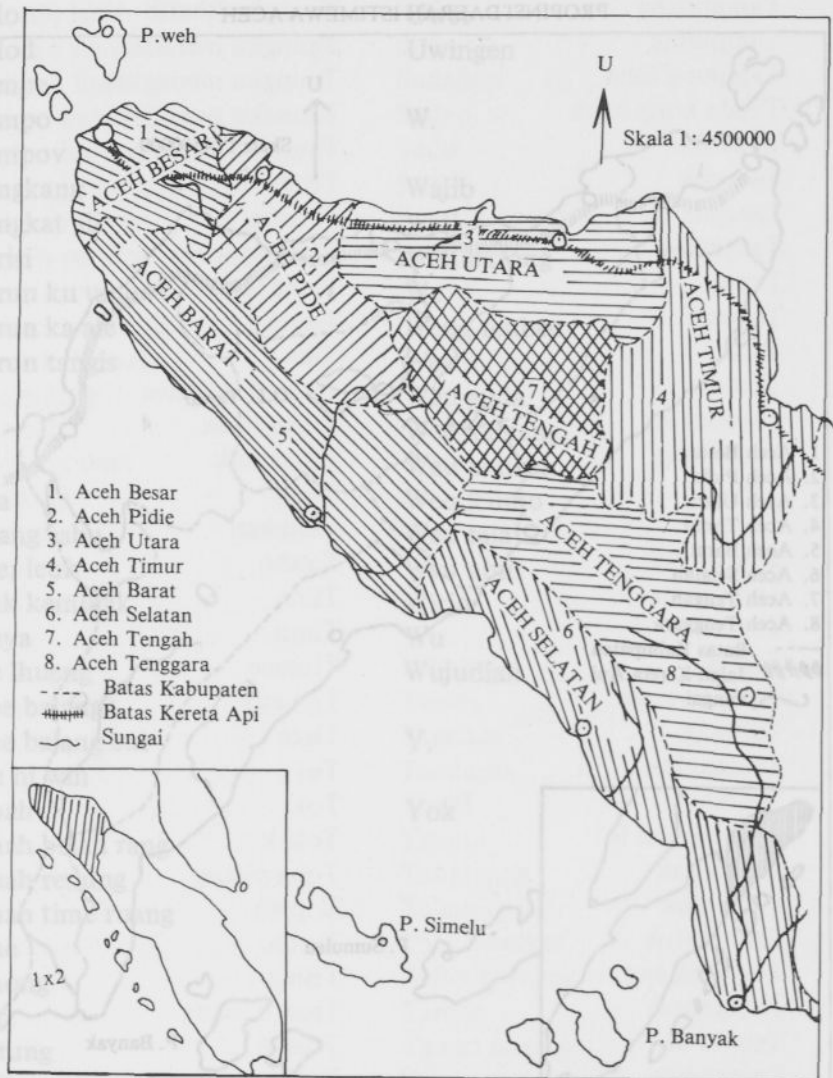 P.weh
U
Skala 1 : 4500000
1
ACEH BESAR
ACEH PIDE
3
ACEH UTARA
ACEH BARAT
5
7
ACEH TENGAH
4
ACEH TIMUR
1. Aceh Besar
2. Aceh Pidie
3. Aceh Utara
4. Aceh Timur
5. Aceh Barat
6. Aceh Selatan
7. Aceh Tengah
8. Aceh Tenggara
Batas Kabupaten
Batas Kereta Api
Sungai
ACEH TENGGARA
8
ACEH SELATAN
6
1x2
P. Simelu
P. Banyak